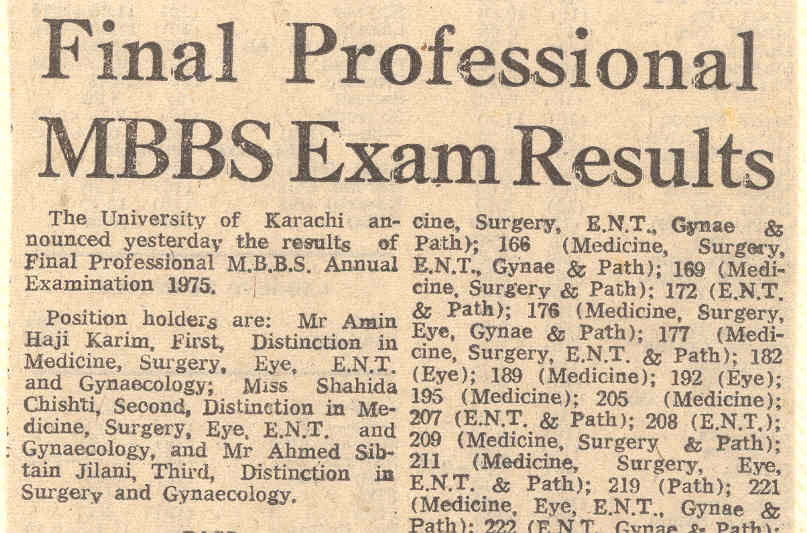 Final Professional
MBBS Exam Results
The University of Karachi an-
nounced yesterday the results of
Final Professional M.B.B.S. Annual
Examination 1975.
Position holders are: Mr Amin
Haji Karim, First, Distinction in
Medicine, Surgery, Eye, E.N.T.
and Gynaecology; Miss Shahida
Chishti, Second, Distinction in Me-
dicine, Surgery, Eye, E.N.T. and
Gynaecology, and Mr Ahmed Sib-
tain Jilani, Third, Distinction in
Surgery and Gynaecology.
cine, Surgery, E.N.T., Gynae &
Path); 166 (Medicine, Surgery,
E.N.T., Gynae & Path); 169 (Medi-
cine, Surgery & Path); 172 (E.N.T.
& Path); 176 (Medicine, Surgery,
Eye, Gynae & Path); 177 (Medi-
cine, Surgery, E.N.T. & Path); 182
(Eye); 189 (Medicine); 192 (Eye);
195 (Medicine); 205 (Medicine);
207 (E.N.T. & Path); 208 (E.N.T.);
209 (Medicine, Surgery & Path);
211 (Medicine, Surgery, Eye,
E.N.T. & Path); 219 (Path); 221
(Medicine, Eye, E.N.T., Gynae &
Path); 222 (E.N.T., Gynae & Path);